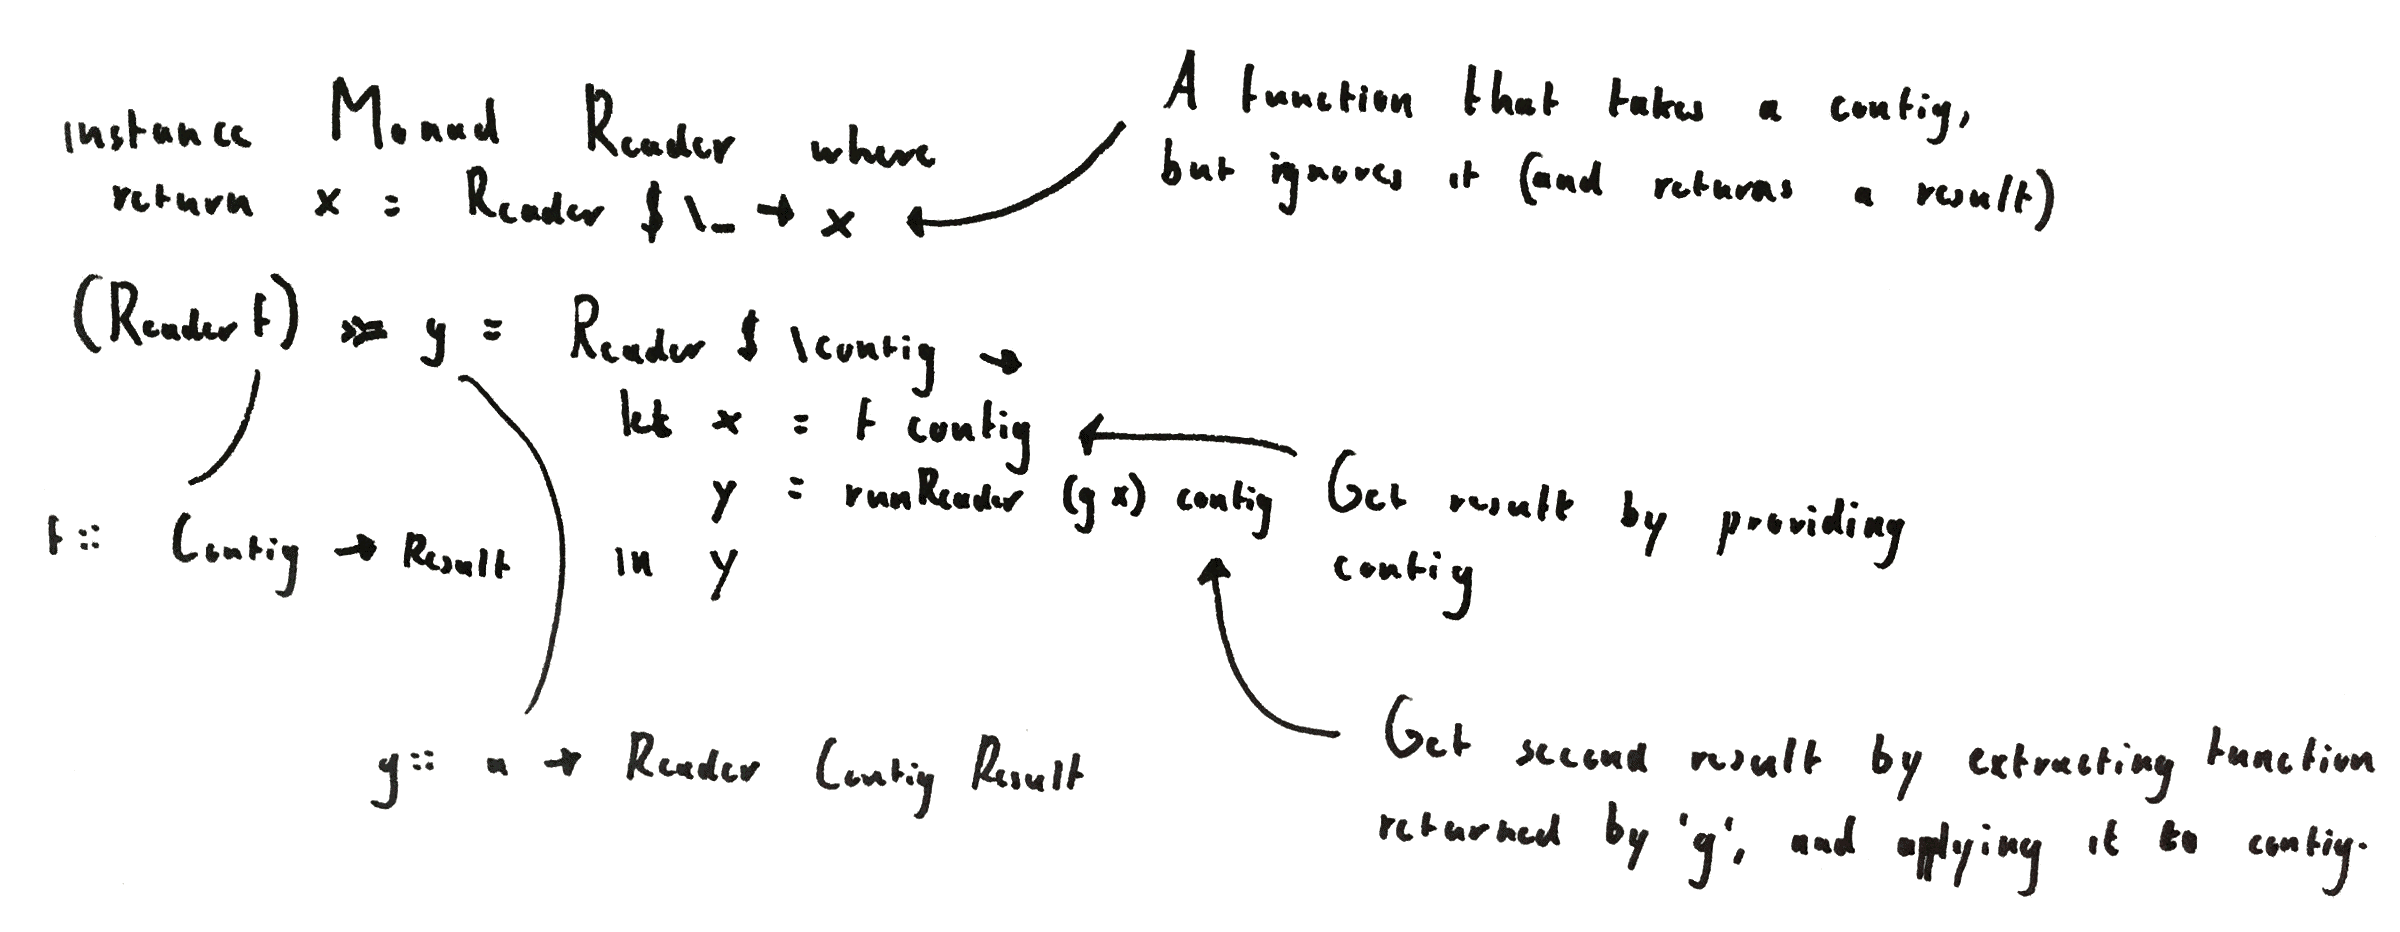 instance Monad Reader where
return x = Reader $ \_ → x
A function that takes a config,
but ignores it (and returns a result)
(Reader f) >>= g = Reader $ \config →
let x = f config
y = runReader (g x) config
in y
f :: Config → Result
Get result by providing
config
g :: a → Reader Config Result
Get second result by extracting function
returned by 'g', and applying it to config.